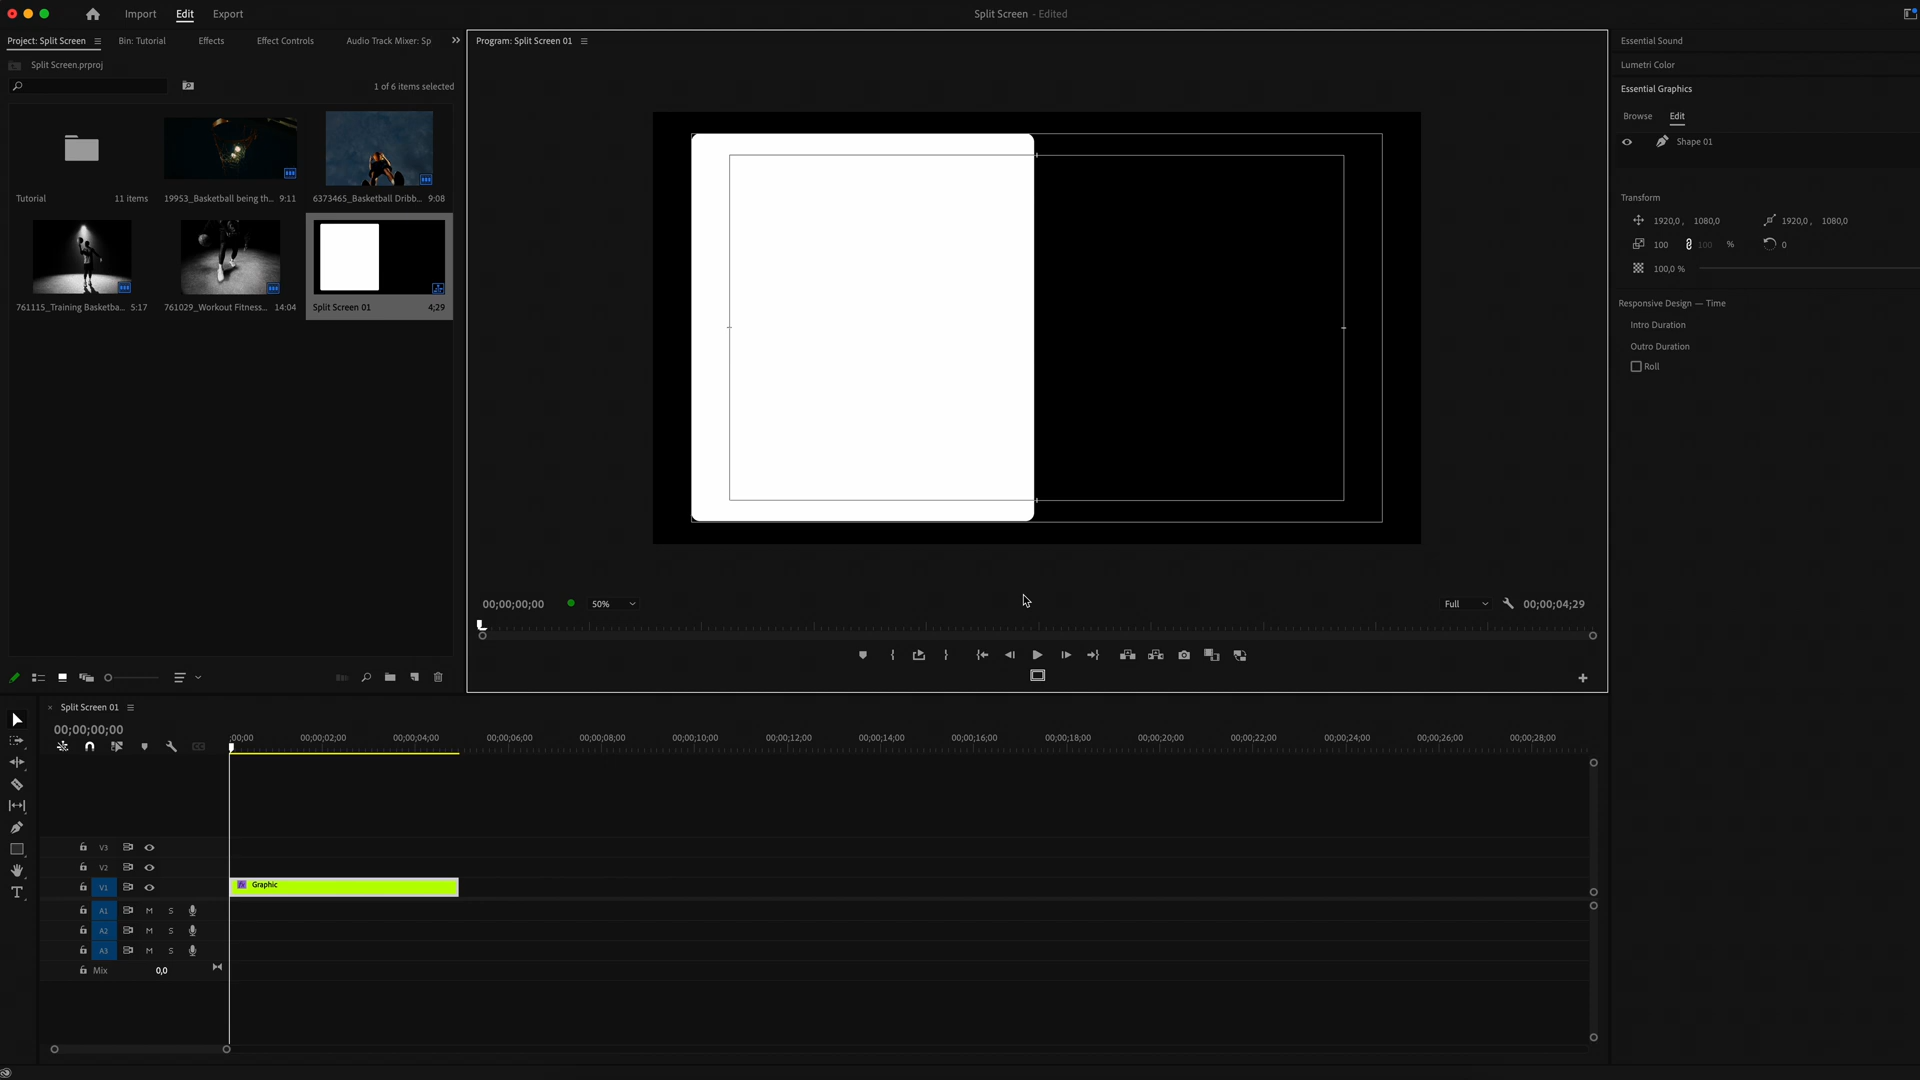 Import Edit Export Split Screen - Edited
Project: Split Screen Bin: Tutorial Effects Effect Controls Audio Track Mixer: Sp
Program: Split Screen 01
Essential Sound
Split Screen.prproj
Lumetri Color
1 of 6 items selected
Essential Graphics
Browse Edit
Shape 01
Tutorial 11 items
19953_Basketball being th... 9:11
6373465_Basketball Dribb... 9:08
Transform
1920,0 , 1080,0 1920,0 , 1080,0
100 100 % 0
100,0 %
761115_Training Basketba... 5:17
761029_Workout Fitness... 14:04
Split Screen 01 4;29
Responsive Design — Time
Intro Duration
Outro Duration
Roll
00;00;00;00 50% Full 00;00;04;29
Split Screen 01
00;00;00;00
;00;00 00;00;02;00 00;00;04;00 00;00;06;00 00;00;08;00 00;00;10;00 00;00;12;00 00;00;14;00 00;00;16;00 00;00;18;00 00;00;20;00 00;00;22;00 00;00;24;00 00;00;26;00 00;00;28;00
V3
V2
V1 fx Graphic
A1 M S
A2 M S
A3 M S
Mix 0,0